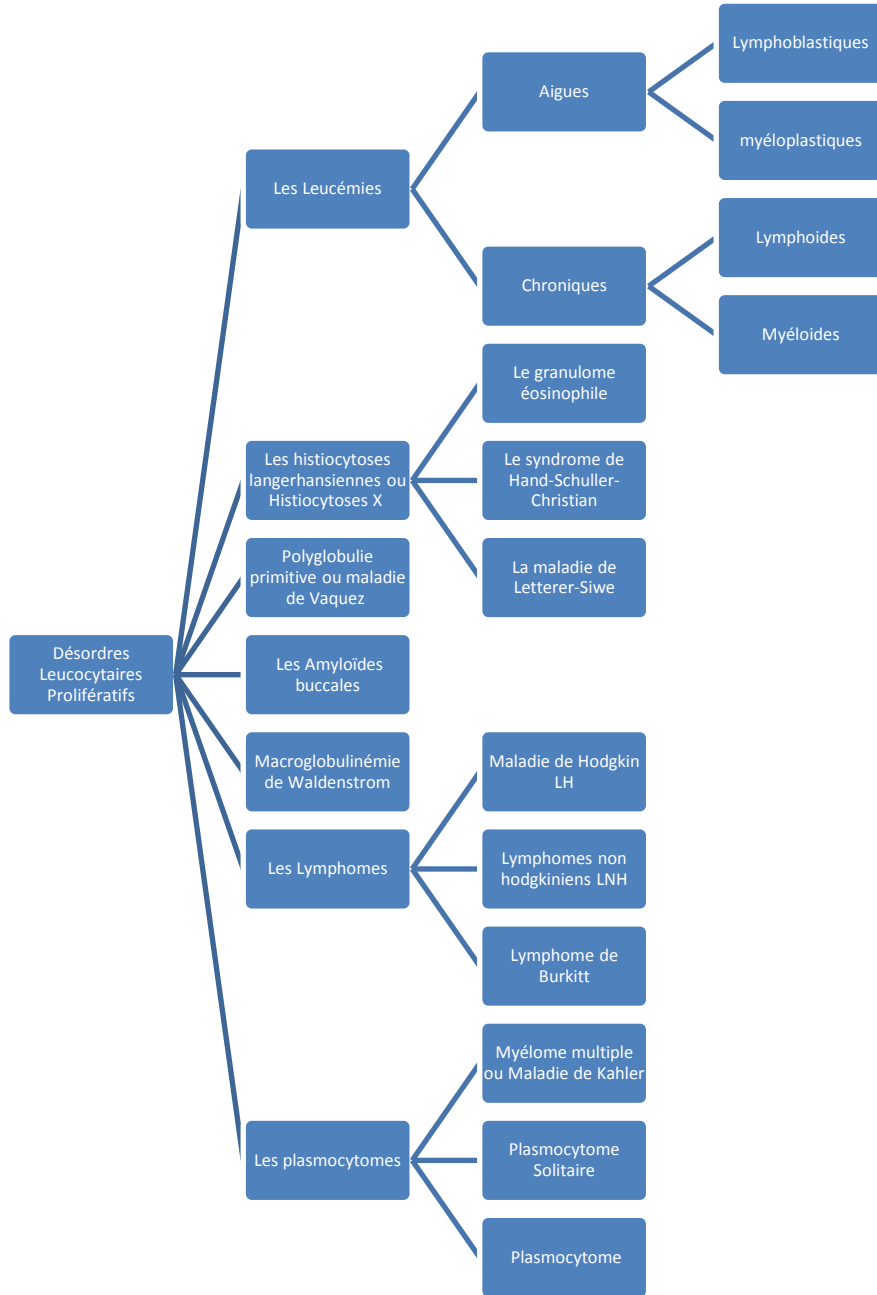 Désordres
Leucocytaires
Prolifératifs
Les Leucémies
Aigues
Lymphoblastiques
myéloplastiques
Chroniques
Lymphoides
Myéloides
Les histiocytoses
langerhansiennes ou
Histiocytoses X
Le granulome
éosinophile
Le syndrome de
Hand-Schuller-
Christian
La maladie de
Letterer-Siwe
Polyglobulie
primitive ou maladie
de Vaquez
Les Amyloïdes
buccales
Macroglobulinémie
de Waldenstrom
Les Lymphomes
Maladie de Hodgkin
LH
Lymphomes non
hodgkiniens LNH
Lymphome de
Burkitt
Les plasmocytomes
Myélome multiple
ou Maladie de Kahler
Plasmocytome
Solitaire
Plasmocytome